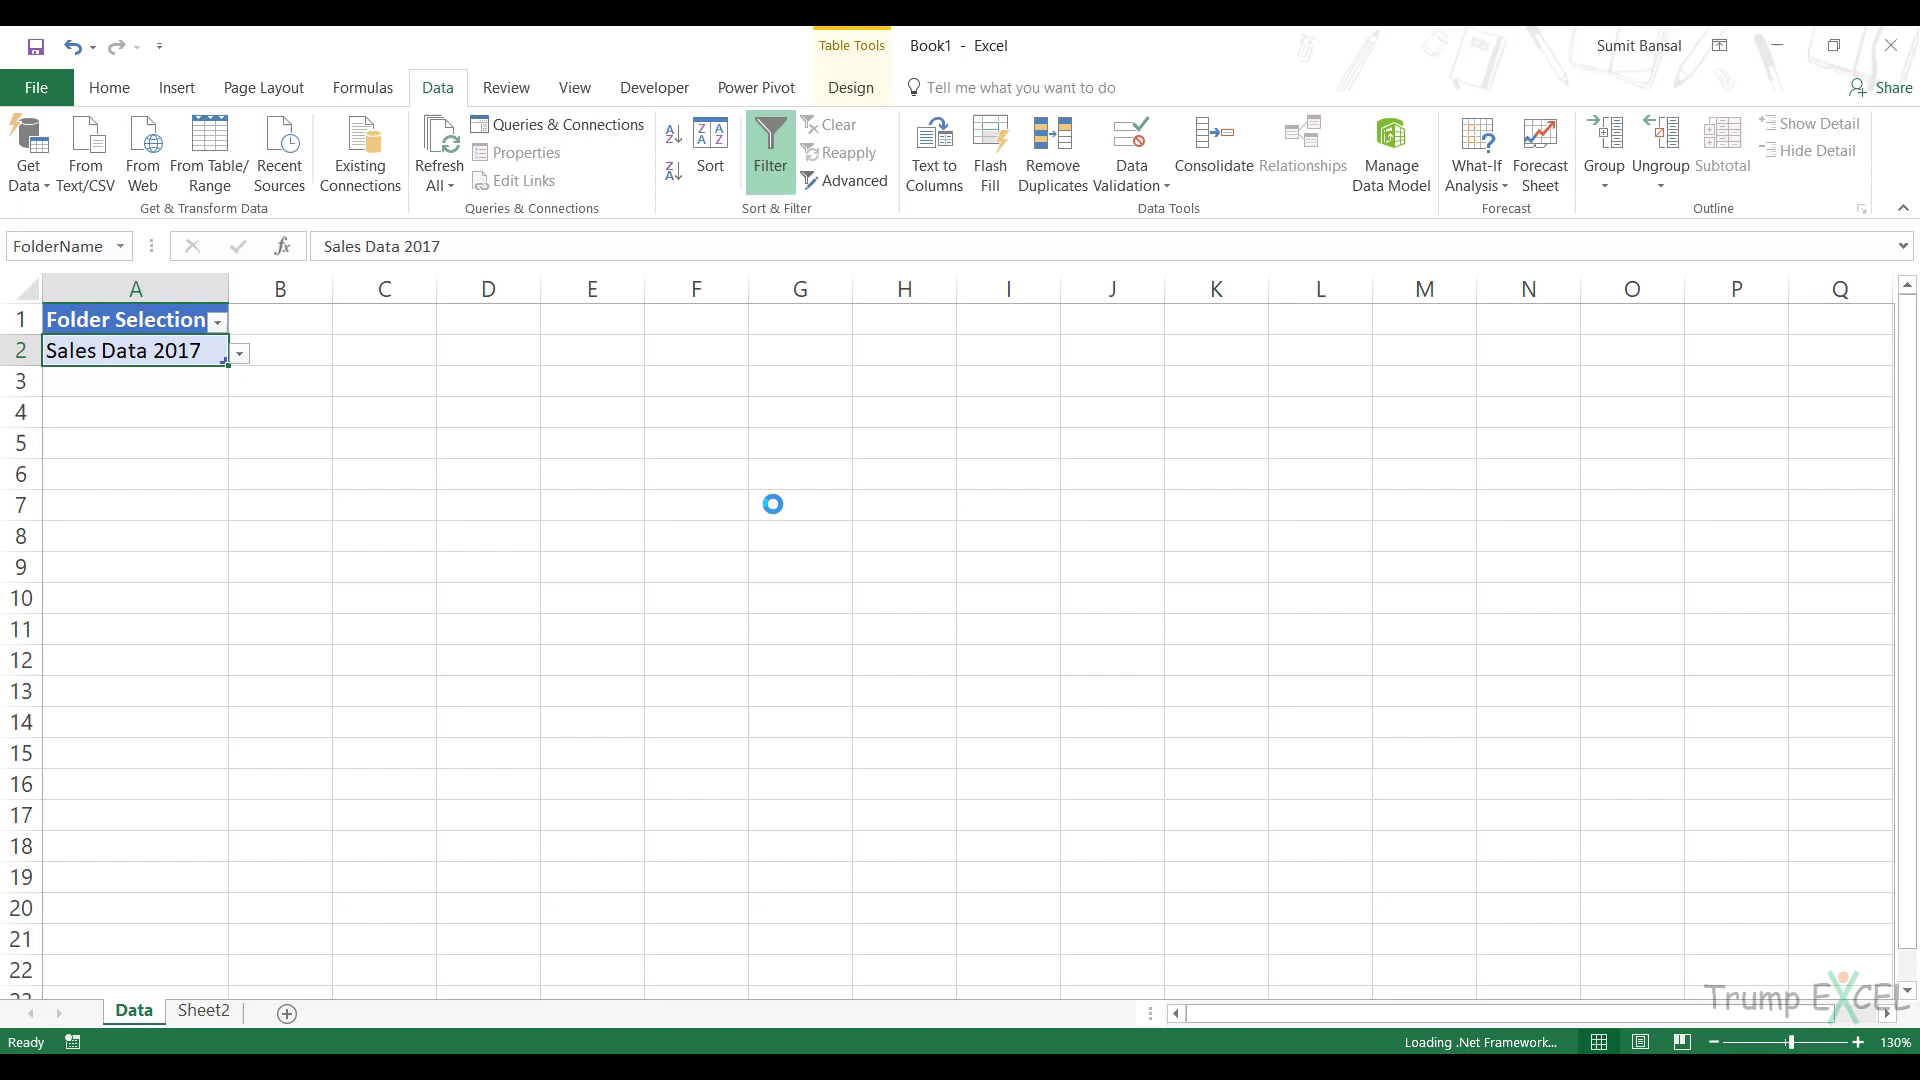 Table Tools
Book1 - Excel
Sumit Bansal
File
Home
Insert
Page Layout
Formulas
Data
Review
View
Developer
Power Pivot
Design
Tell me what you want to do
Share
Get
Data
From
Text/CSV
From
Web
From Table/
Range
Recent
Sources
Get & Transform Data
Existing
Connections
Refresh
All
Queries & Connections
Properties
Edit Links
Queries & Connections
Sort
Filter
Clear
Reapply
Advanced
Sort & Filter
Text to
Columns
Flash
Fill
Remove
Duplicates
Data
Validation
Consolidate
Relationships
Manage
Data Model
Data Tools
What-If
Analysis
Forecast
Sheet
Forecast
Group
Ungroup
Subtotal
Show Detail
Hide Detail
Outline
FolderName
fx
Sales Data 2017
A B C D E F G H I J K L M N O P Q
1 Folder Selection
2 Sales Data 2017
3
4
5
6
7
8
9
10
11
12
13
14
15
16
17
18
19
20
21
22
23
Data
Sheet2
Trump EXCEL
Ready
Loading .Net Framework...
130%